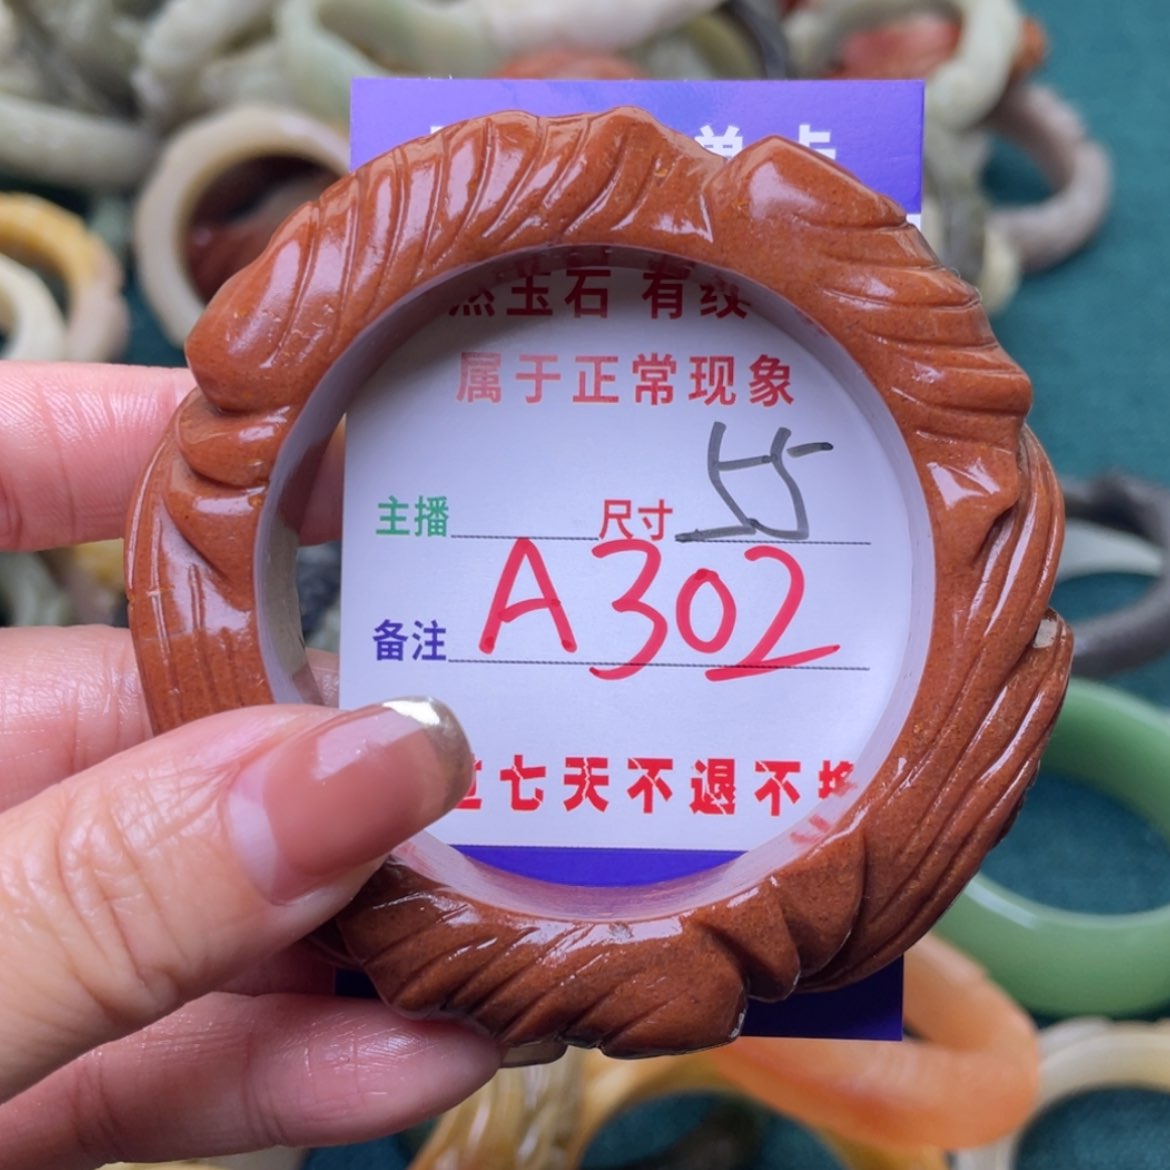 玉石 有纹
属于正常现象
主播 尺寸 55
备注 A302
七天不退不换